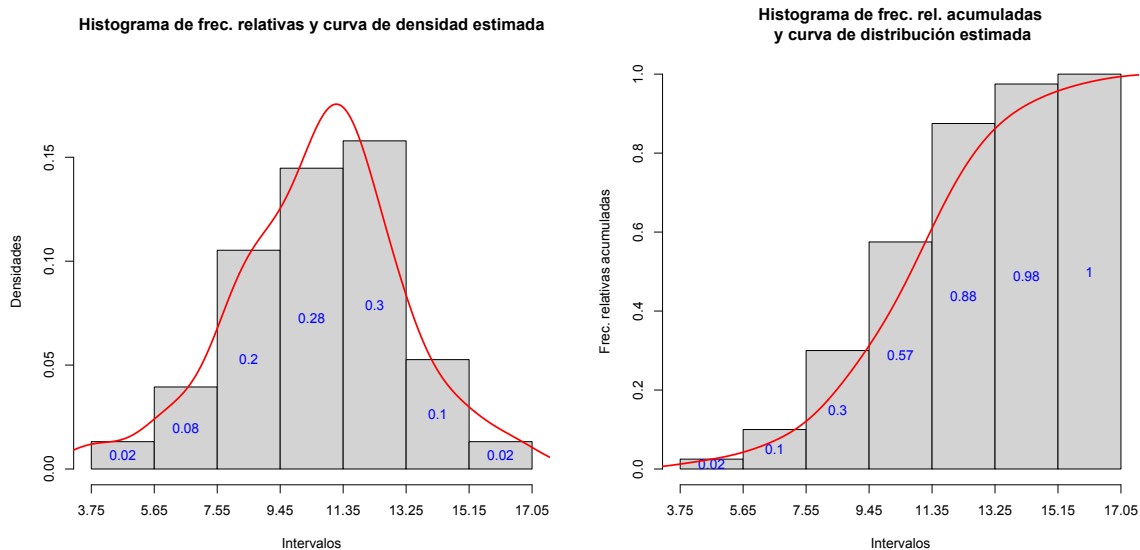 Histograma de frec. relativas y curva de densidad estimada
Densidades
0.00
0.05
0.10
0.15
0.02
0.08
0.2
0.28
0.3
0.1
0.02
3.75 5.65 7.55 9.45 11.35 13.25 15.15 17.05
Intervalos
Histograma de frec. rel. acumuladas
y curva de distribución estimada
Frec. relativas acumuladas
0.0
0.2
0.4
0.6
0.8
1.0
0.02
0.1
0.3
0.57
0.88
0.98
1
3.75 5.65 7.55 9.45 11.35 13.25 15.15 17.05
Intervalos